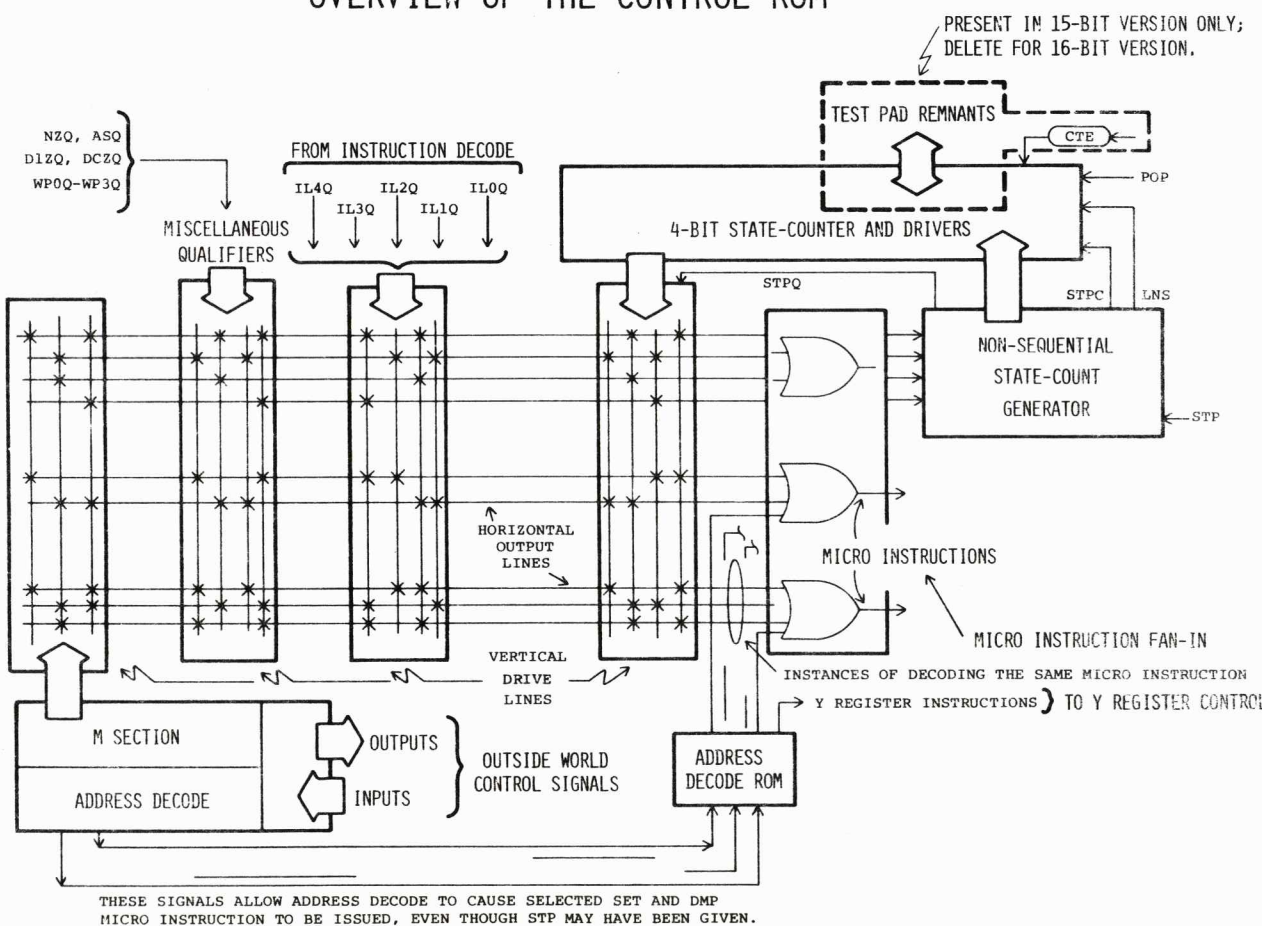 OVERVIEW OF THE CONTROL ROM
PRESENT IN 15-BIT VERSION ONLY;
DELETE FOR 16-BIT VERSION.
TEST PAD REMNANTS
CTE
NZQ, ASQ
D1ZQ, DCZQ
WP0Q-WP3Q
FROM INSTRUCTION DECODE
IL4Q
IL3Q
IL2Q
IL1Q
IL0Q
MISCELLANEOUS
QUALIFIERS
POP
4-BIT STATE-COUNTER AND DRIVERS
STPQ
STPC
LNS
NON-SEQUENTIAL
STATE-COUNT
GENERATOR
STP
HORIZONTAL
OUTPUT
LINES
MICRO INSTRUCTIONS
MICRO INSTRUCTION FAN-IN
VERTICAL
DRIVE
LINES
INSTANCES OF DECODING THE SAME MICRO INSTRUCTION
Y REGISTER INSTRUCTIONS } TO Y REGISTER CONTROL
M SECTION
ADDRESS DECODE
OUTPUTS
INPUTS
OUTSIDE WORLD
CONTROL SIGNALS
ADDRESS
DECODE ROM
THESE SIGNALS ALLOW ADDRESS DECODE TO CAUSE SELECTED SET AND DMP
MICRO INSTRUCTION TO BE ISSUED, EVEN THOUGH STP MAY HAVE BEEN GIVEN.